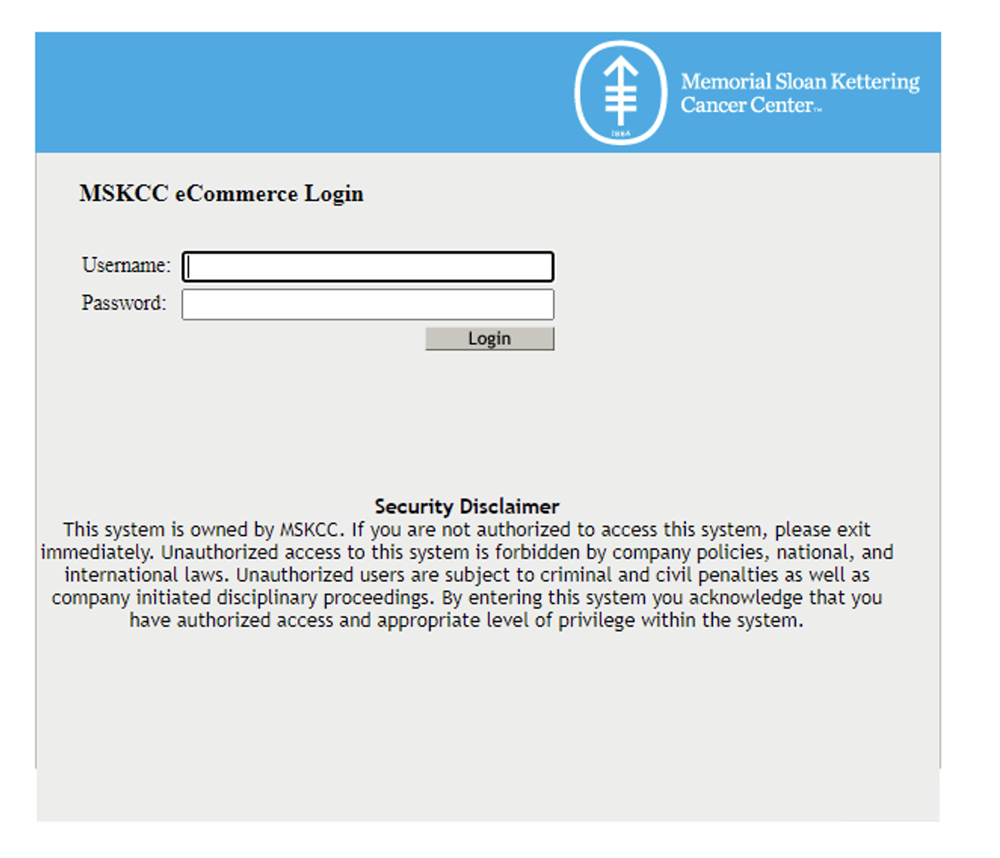 Memorial Sloan Kettering
Cancer Center™
1884
MSKCC eCommerce Login
Username:
Password:
Login
Security Disclaimer
This system is owned by MSKCC. If you are not authorized to access this system, please exit
immediately. Unauthorized access to this system is forbidden by company policies, national, and
international laws. Unauthorized users are subject to criminal and civil penalties as well as
company initiated disciplinary proceedings. By entering this system you acknowledge that you
have authorized access and appropriate level of privilege within the system.